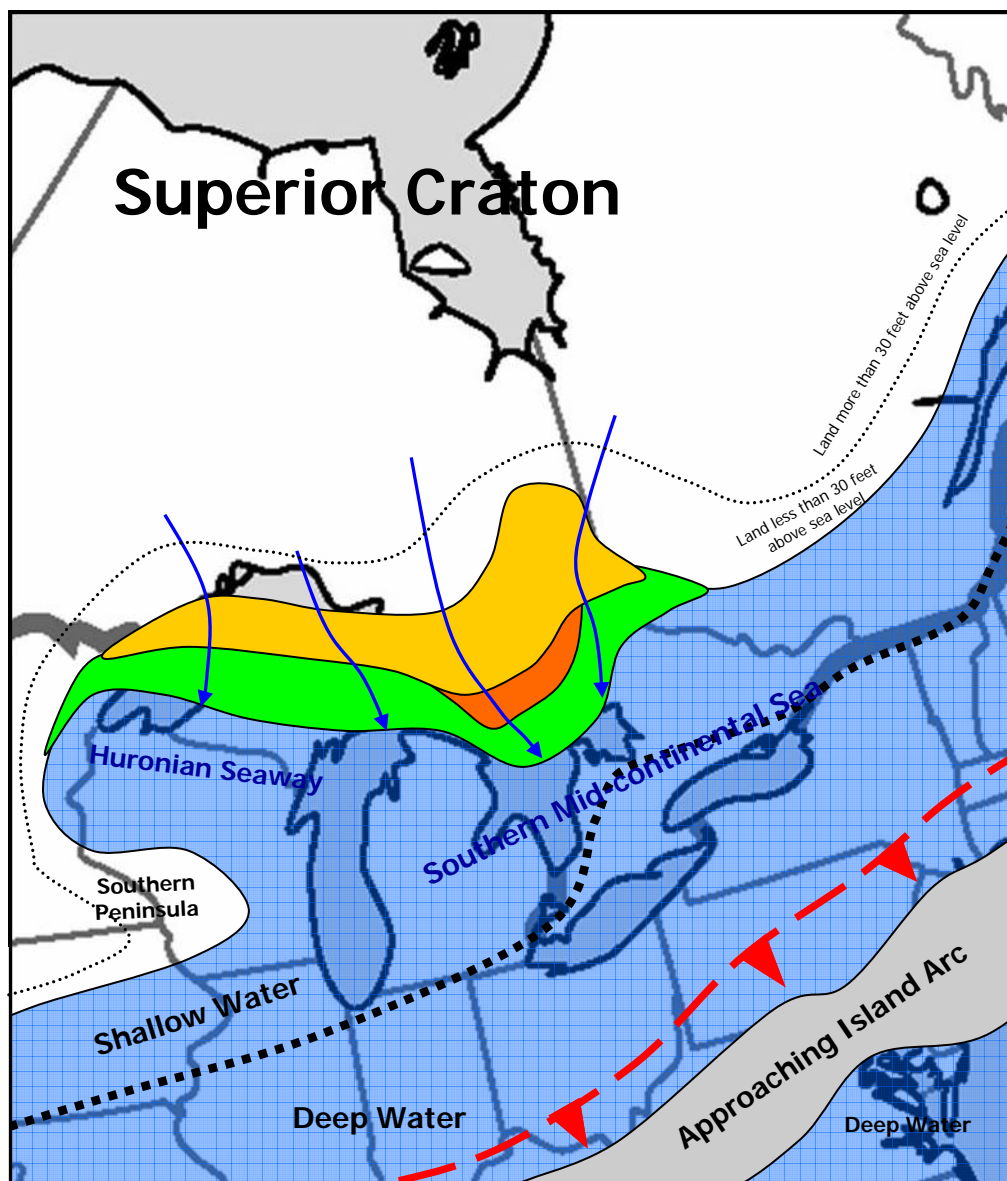 Superior Craton
Land more than 30 feet above sea level
Land less than 30 feet
above sea level
Huronian Seaway
Southern Mid-continental Sea
Southern
Peninsula
Shallow Water
Approaching Island Arc
Deep Water
Deep Water